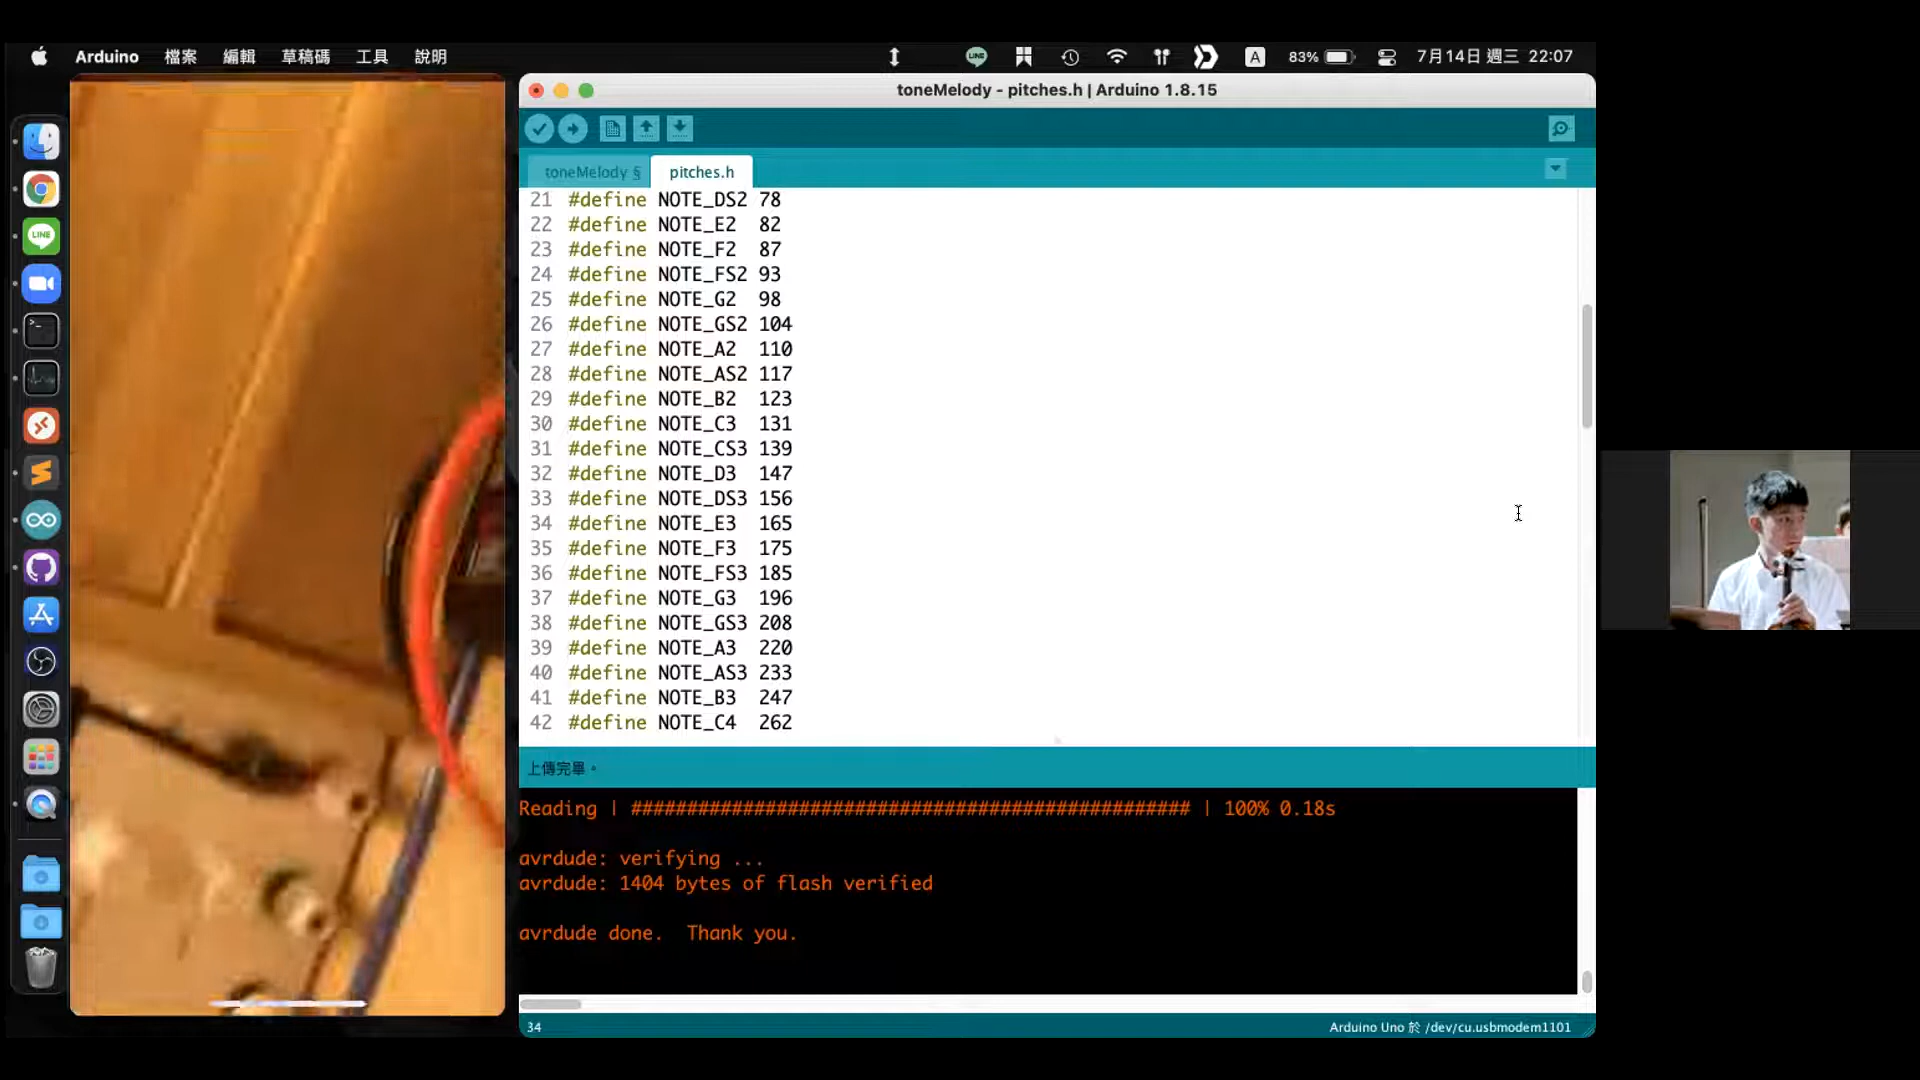 Arduino 檔案 編輯 草稿碼 工具 說明 LINE A 83% 7月14日 週三 22:07
toneMelody - pitches.h | Arduino 1.8.15
toneMelody § pitches.h
21 #define NOTE_DS2 78
22 #define NOTE_E2 82
23 #define NOTE_F2 87
24 #define NOTE_FS2 93
25 #define NOTE_G2 98
26 #define NOTE_GS2 104
27 #define NOTE_A2 110
28 #define NOTE_AS2 117
29 #define NOTE_B2 123
30 #define NOTE_C3 131
31 #define NOTE_CS3 139
32 #define NOTE_D3 147
33 #define NOTE_DS3 156
34 #define NOTE_E3 165
35 #define NOTE_F3 175
36 #define NOTE_FS3 185
37 #define NOTE_G3 196
38 #define NOTE_GS3 208
39 #define NOTE_A3 220
40 #define NOTE_AS3 233
41 #define NOTE_B3 247
42 #define NOTE_C4 262
上傳完畢。
Reading | ################################################## | 100% 0.18s
avrdude: verifying ...
avrdude: 1404 bytes of flash verified
avrdude done. Thank you.
34 Arduino Uno 於 /dev/cu.usbmodem1101
LINE